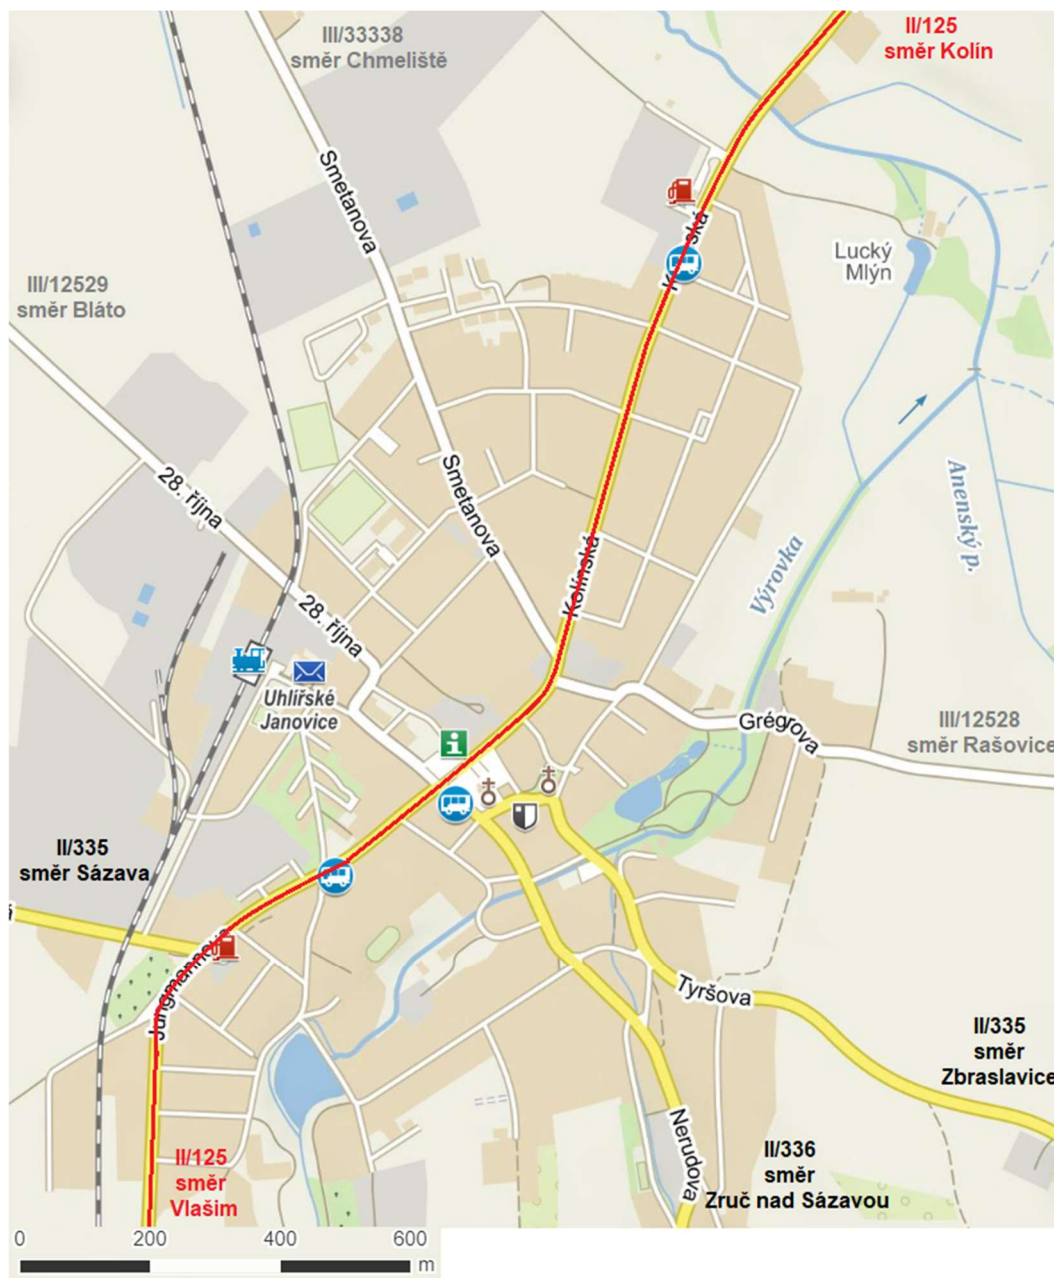 III/33338
směr Chmeliště
II/125
směr Kolín
Smetanova
III/12529
směr Bláto
Lucký
Mlýn
Smetanova
28. října
Kolínská
Anenský p.
Výrovka
28. října
Uhlířské
Janovice
Grégrova
III/12528
směr Rašovice
II/335
směr Sázava
Jungmannova
Tyršova
II/335
směr
Zbraslavice
Nerudova
II/336
směr
Zruč nad Sázavou
II/125
směr
Vlašim
0 200 400 600
m